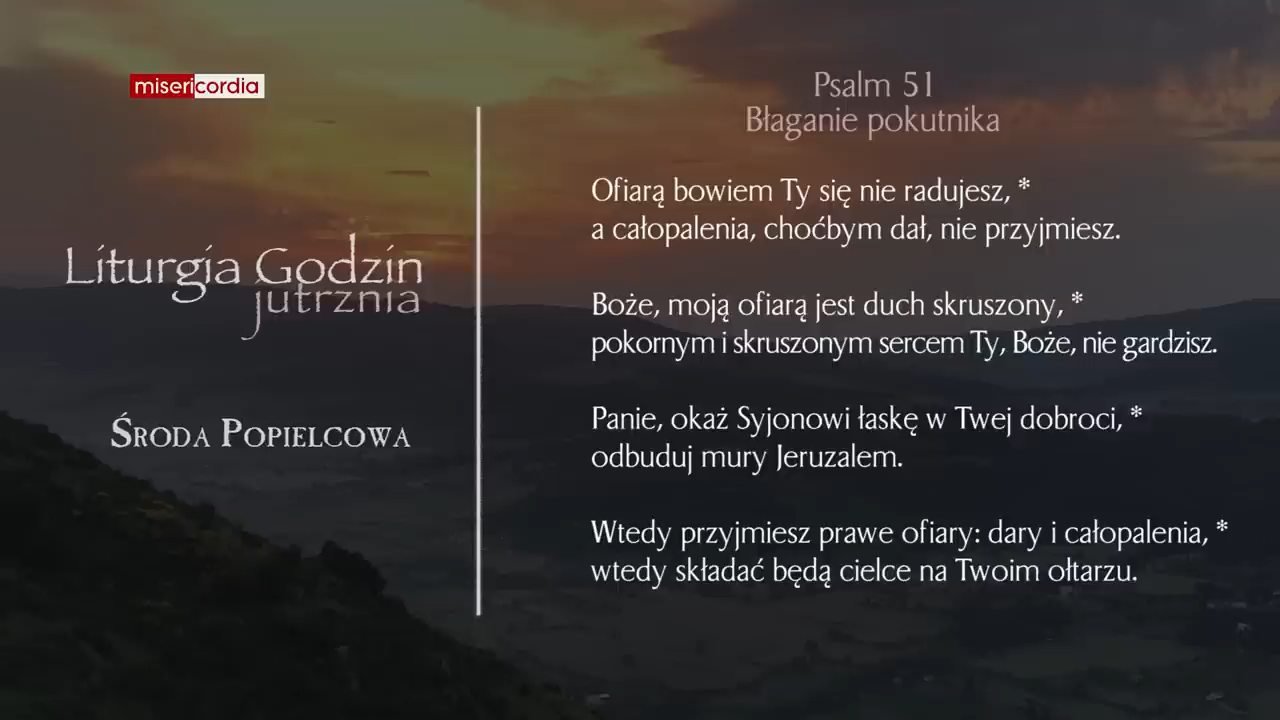 misericordia
Liturgia Godzin
jutrznia
Środa Popielcowa
Psalm 51
Błaganie pokutnika
Ofiarą bowiem Ty się nie radujesz, *
a całopalenia, choćbym dał, nie przyjmiesz.
Boże, moją ofiarą jest duch skruszony, *
pokornym i skruszonym sercem Ty, Boże, nie gardzisz.
Panie, okaż Syjonowi łaskę w Twej dobroci, *
odbuduj mury Jeruzalem.
Wtedy przyjmiesz prawe ofiary: dary i całopalenia, *
wtedy składać będą cielce na Twoim ołtarzu.